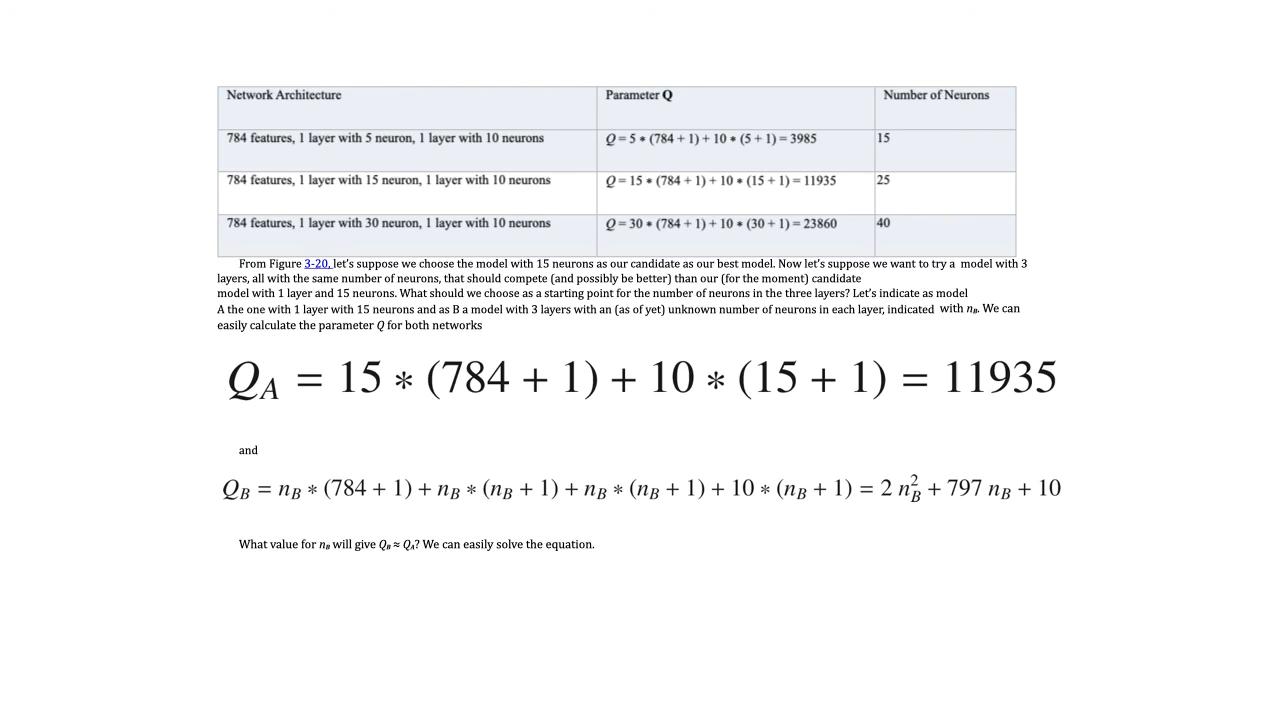 Network Architecture Parameter Q Number of Neurons
784 features, 1 layer with 5 neuron, 1 layer with 10 neurons Q = 5 ∗ (784 + 1) + 10 ∗ (5 + 1) = 3985 15
784 features, 1 layer with 15 neuron, 1 layer with 10 neurons Q = 15 ∗ (784 + 1) + 10 ∗ (15 + 1) = 11935 25
784 features, 1 layer with 30 neuron, 1 layer with 10 neurons Q = 30 ∗ (784 + 1) + 10 ∗ (30 + 1) = 23860 40
From Figure 3-20, let's suppose we choose the model with 15 neurons as our candidate as our best model. Now let's suppose we want to try a model with 3
layers, all with the same number of neurons, that should compete (and possibly be better) than our (for the moment) candidate
model with 1 layer and 15 neurons. What should we choose as a starting point for the number of neurons in the three layers? Let's indicate as model
A the one with 1 layer with 15 neurons and as B a model with 3 layers with an (as of yet) unknown number of neurons in each layer, indicated with n_B. We can
easily calculate the parameter Q for both networks
Q_A = 15 ∗ (784 + 1) + 10 ∗ (15 + 1) = 11935
and
Q_B = n_B ∗ (784 + 1) + n_B ∗ (n_B + 1) + n_B ∗ (n_B + 1) + 10 ∗ (n_B + 1) = 2 n_B^2 + 797 n_B + 10
What value for n_B will give Q_B ≈ Q_A? We can easily solve the equation.